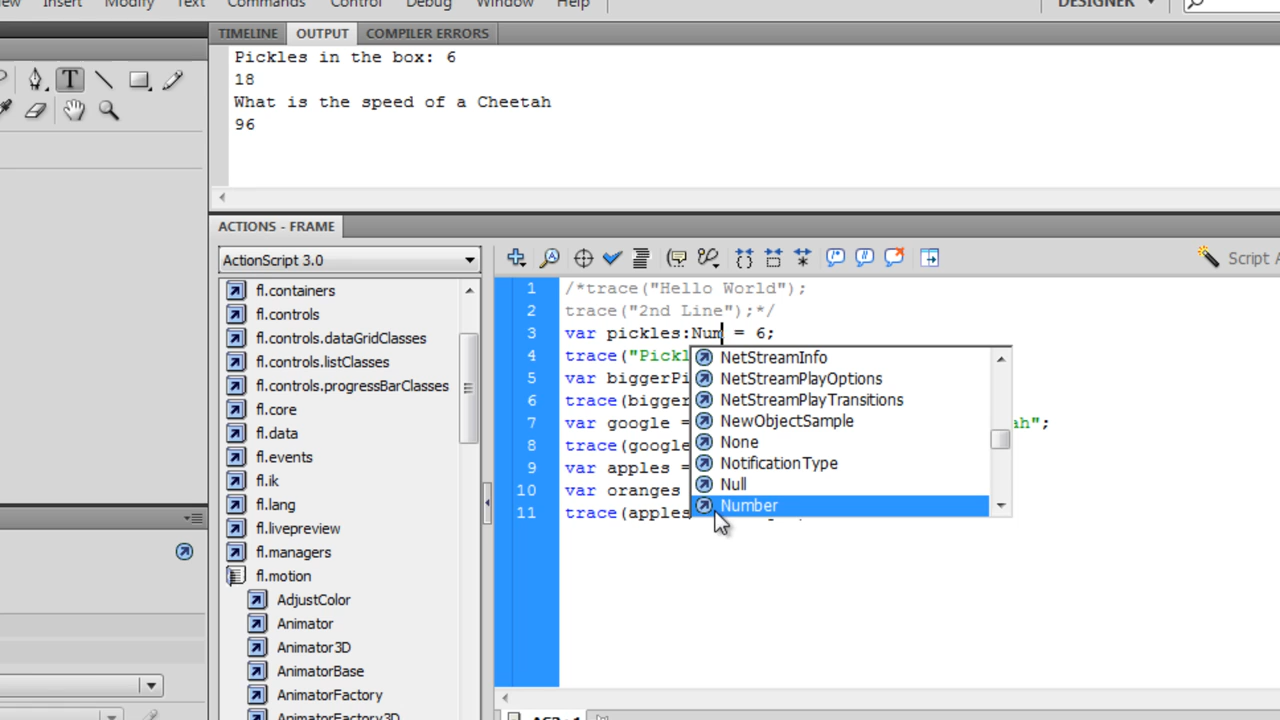 Insert Modify Text Commands Control Debug Window Help DESIGNER
TIMELINE OUTPUT COMPILER ERRORS
Pickles in the box: 6
18
What is the speed of a Cheetah
96
ACTIONS - FRAME
ActionScript 3.0
Script
fl.containers
fl.controls
fl.controls.dataGridClasses
fl.controls.listClasses
fl.controls.progressBarClasses
fl.core
fl.data
fl.events
fl.ik
fl.lang
fl.livepreview
fl.managers
fl.motion
AdjustColor
Animator
Animator3D
AnimatorBase
AnimatorFactory
AnimatorFactory3D
1 /*trace("Hello World");
2 trace("2nd Line");*/
3 var pickles:Num = 6;
4 trace("Pickl
5 var biggerPi
6 trace(bigger
7 var google = ah";
8 trace(google
9 var apples =
10 var oranges
11 trace(apples
NetStreamInfo
NetStreamPlayOptions
NetStreamPlayTransitions
NewObjectSample
None
NotificationType
Null
Number